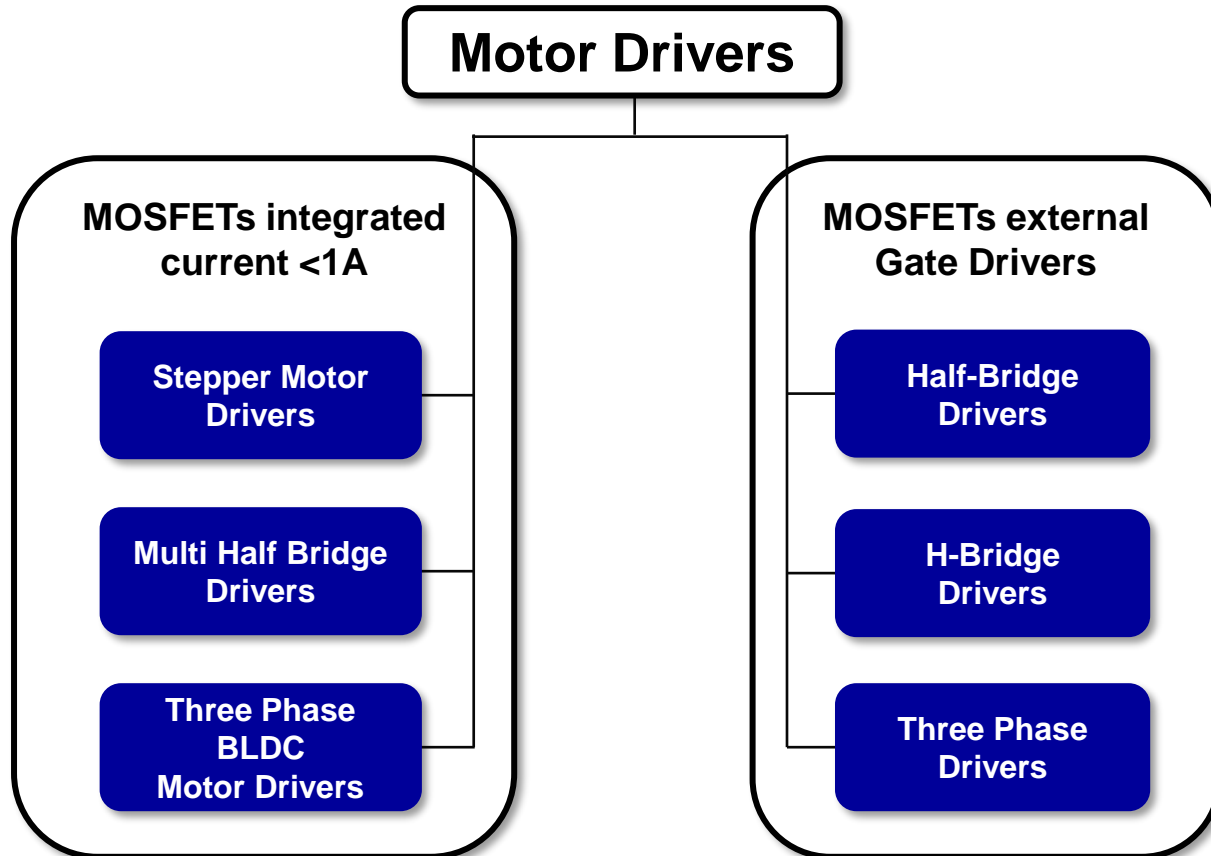 Motor Drivers
MOSFETs integrated
current <1A
Stepper Motor
Drivers
Multi Half Bridge
Drivers
Three Phase
BLDC
Motor Drivers
MOSFETs external
Gate Drivers
Half-Bridge
Drivers
H-Bridge
Drivers
Three Phase
Drivers